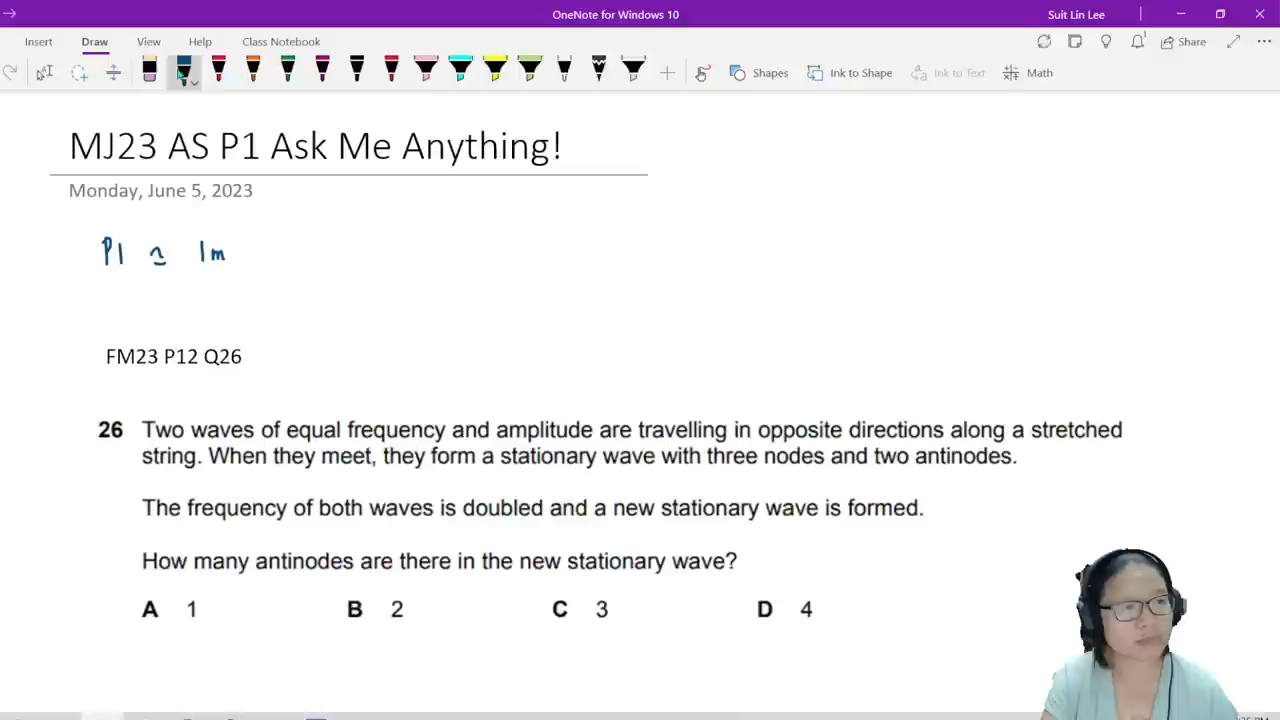 OneNote for Windows 10
Suit Lin Lee
Insert Draw View Help Class Notebook
Share
Shapes Ink to Shape Ink to Text Math
MJ23 AS P1 Ask Me Anything!
Monday, June 5, 2023
P1 ≃ 1m
FM23 P12 Q26
26 Two waves of equal frequency and amplitude are travelling in opposite directions along a stretched
string. When they meet, they form a stationary wave with three nodes and two antinodes.
The frequency of both waves is doubled and a new stationary wave is formed.
How many antinodes are there in the new stationary wave?
A 1 B 2 C 3 D 4